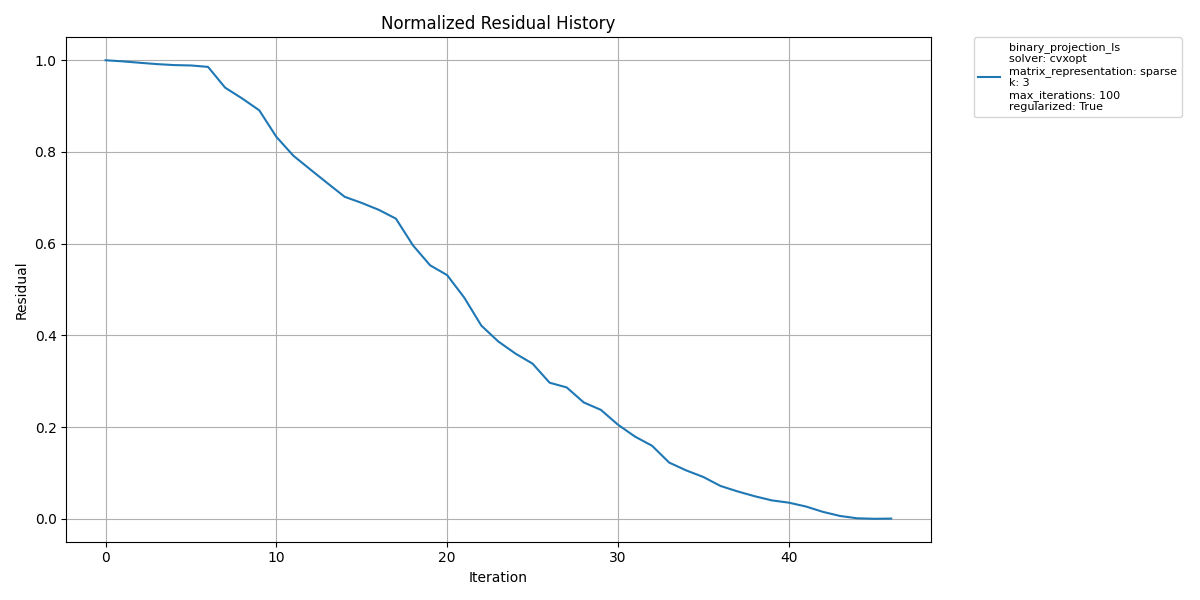 Normalized Residual History
binary_projection_ls
solver: cvxopt
matrix_representation: sparse
k: 3
max_iterations: 100
regularized: True
Residual
1.0
0.8
0.6
0.4
0.2
0.0
0
10
20
30
40
Iteration